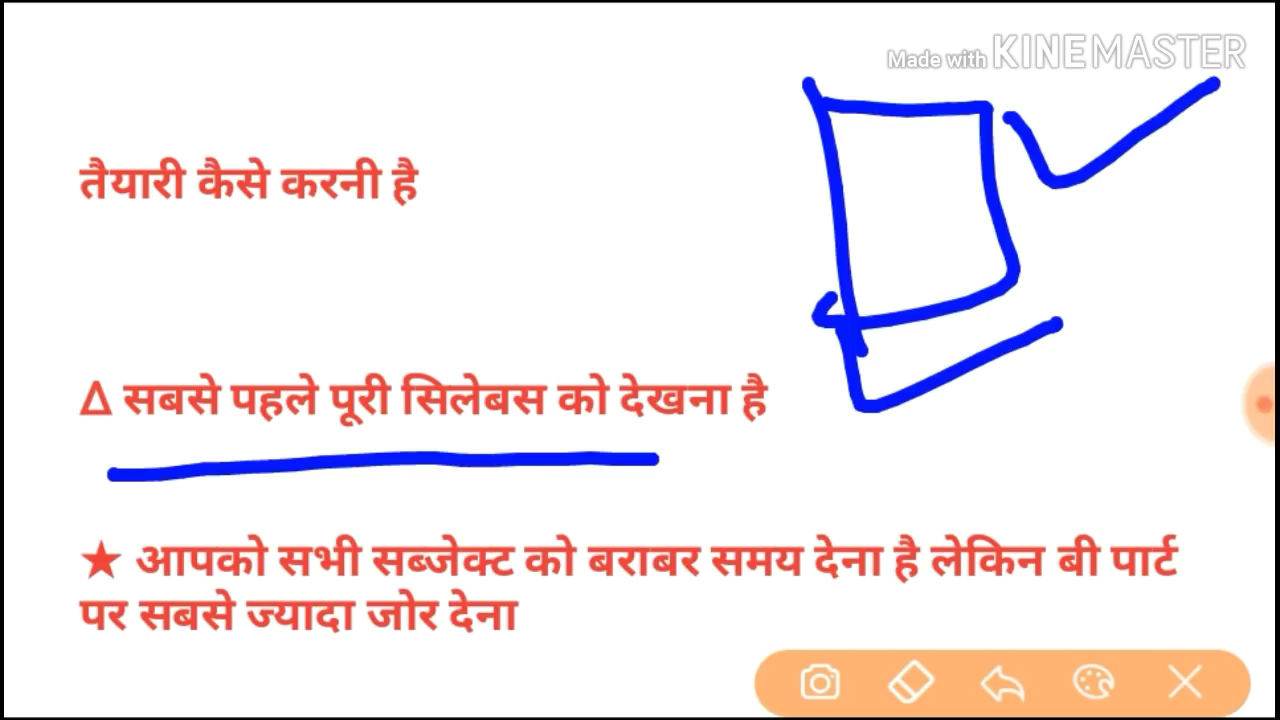 Made with KINEMASTER
तैयारी कैसे करनी है
∆ सबसे पहले पूरी सिलेबस को देखना है
★ आपको सभी सब्जेक्ट को बराबर समय देना है लेकिन बी पार्ट
पर सबसे ज्यादा जोर देना